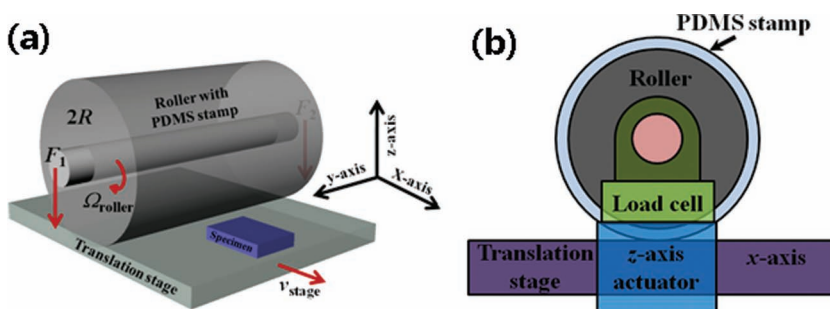 (a)
2R
Roller with
PDMS stamp
F1
F2
Ωroller
z-axis
y-axis
X-axis
Specimen
Translation stage
vstage
(b)
PDMS stamp
Roller
Load cell
Translation
stage
z-axis
actuator
x-axis